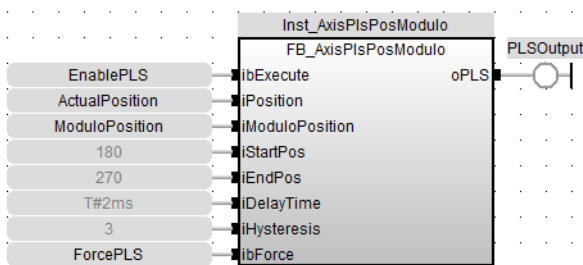 Inst_AxisPlsPosModulo
FB_AxisPlsPosModulo
PLSOutput
EnablePLS
ibExecute
oPLS
ActualPosition
iPosition
ModuloPosition
iModuloPosition
180
iStartPos
270
iEndPos
T#2ms
iDelayTime
3
iHysteresis
ForcePLS
ibForce